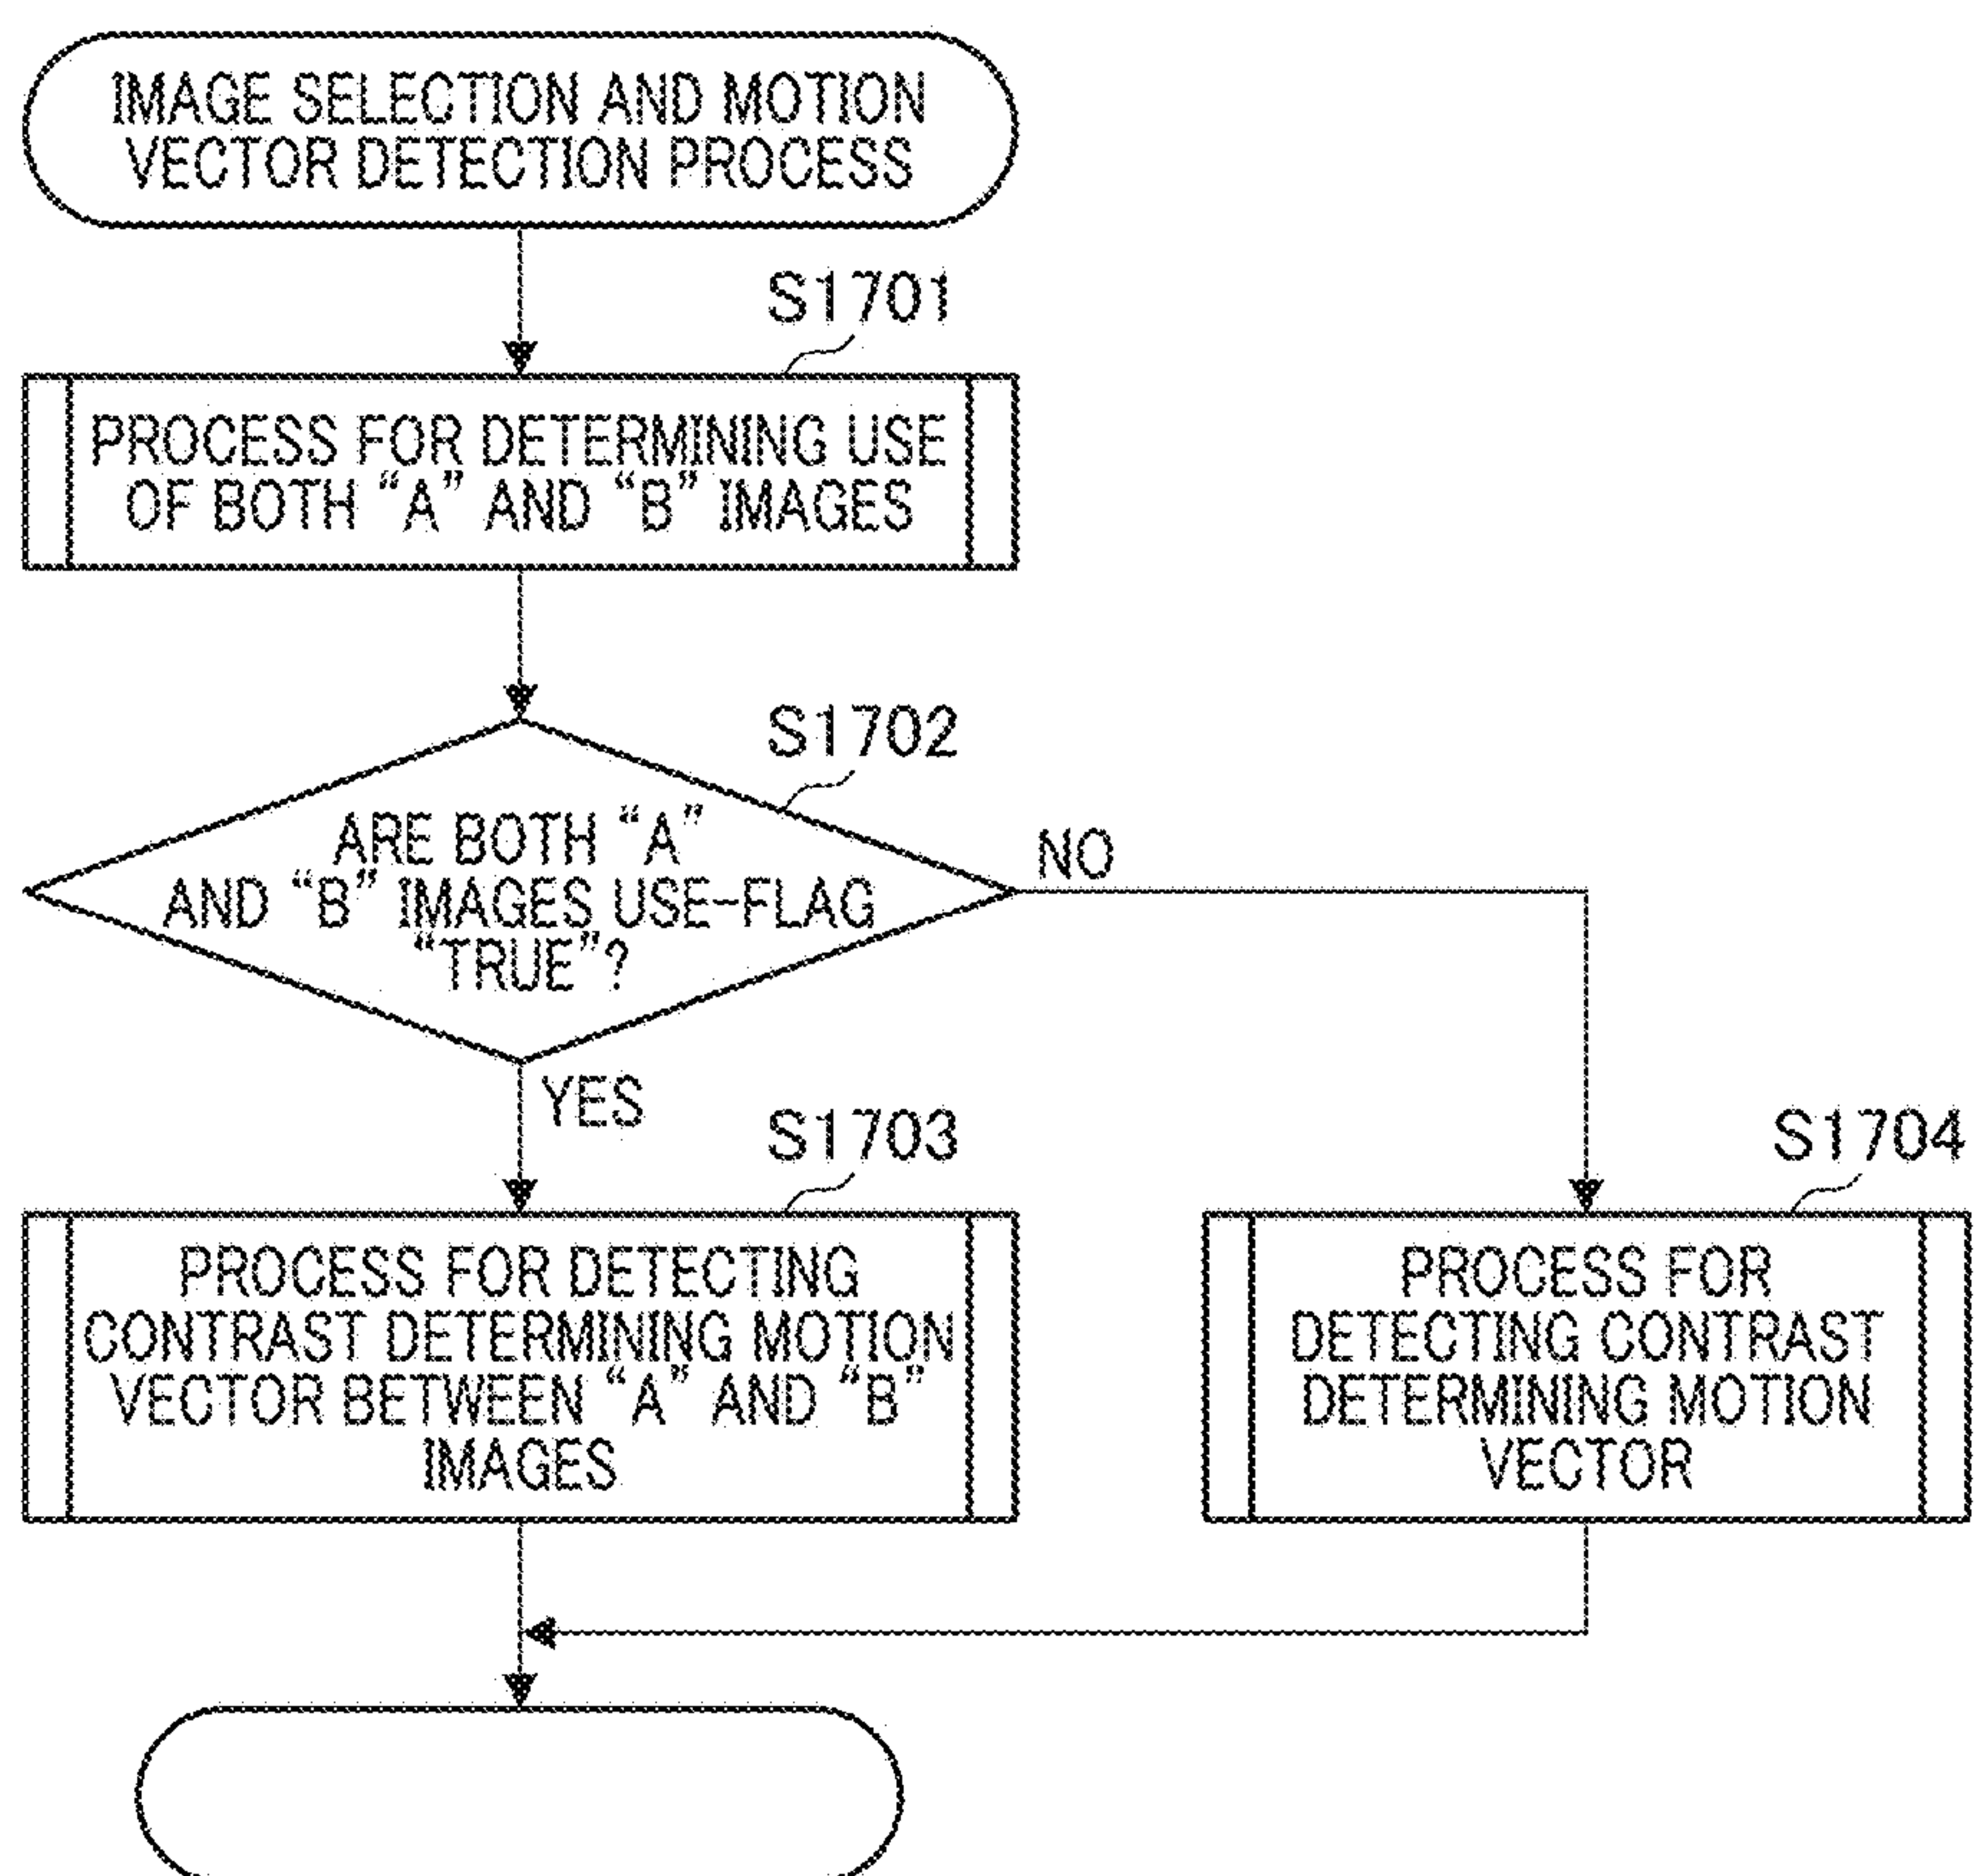 IMAGE SELECTION AND MOTION
VECTOR DETECTION PROCESS
S1701
PROCESS FOR DETERMINING USE
OF BOTH “A” AND “B” IMAGES
S1702
ARE BOTH “A”
AND “B” IMAGES USE-FLAG
“TRUE”?
NO
YES
S1703
PROCESS FOR DETECTING
CONTRAST DETERMINING MOTION
VECTOR BETWEEN “A” AND “B”
IMAGES
S1704
PROCESS FOR
DETECTING CONTRAST
DETERMINING MOTION
VECTOR